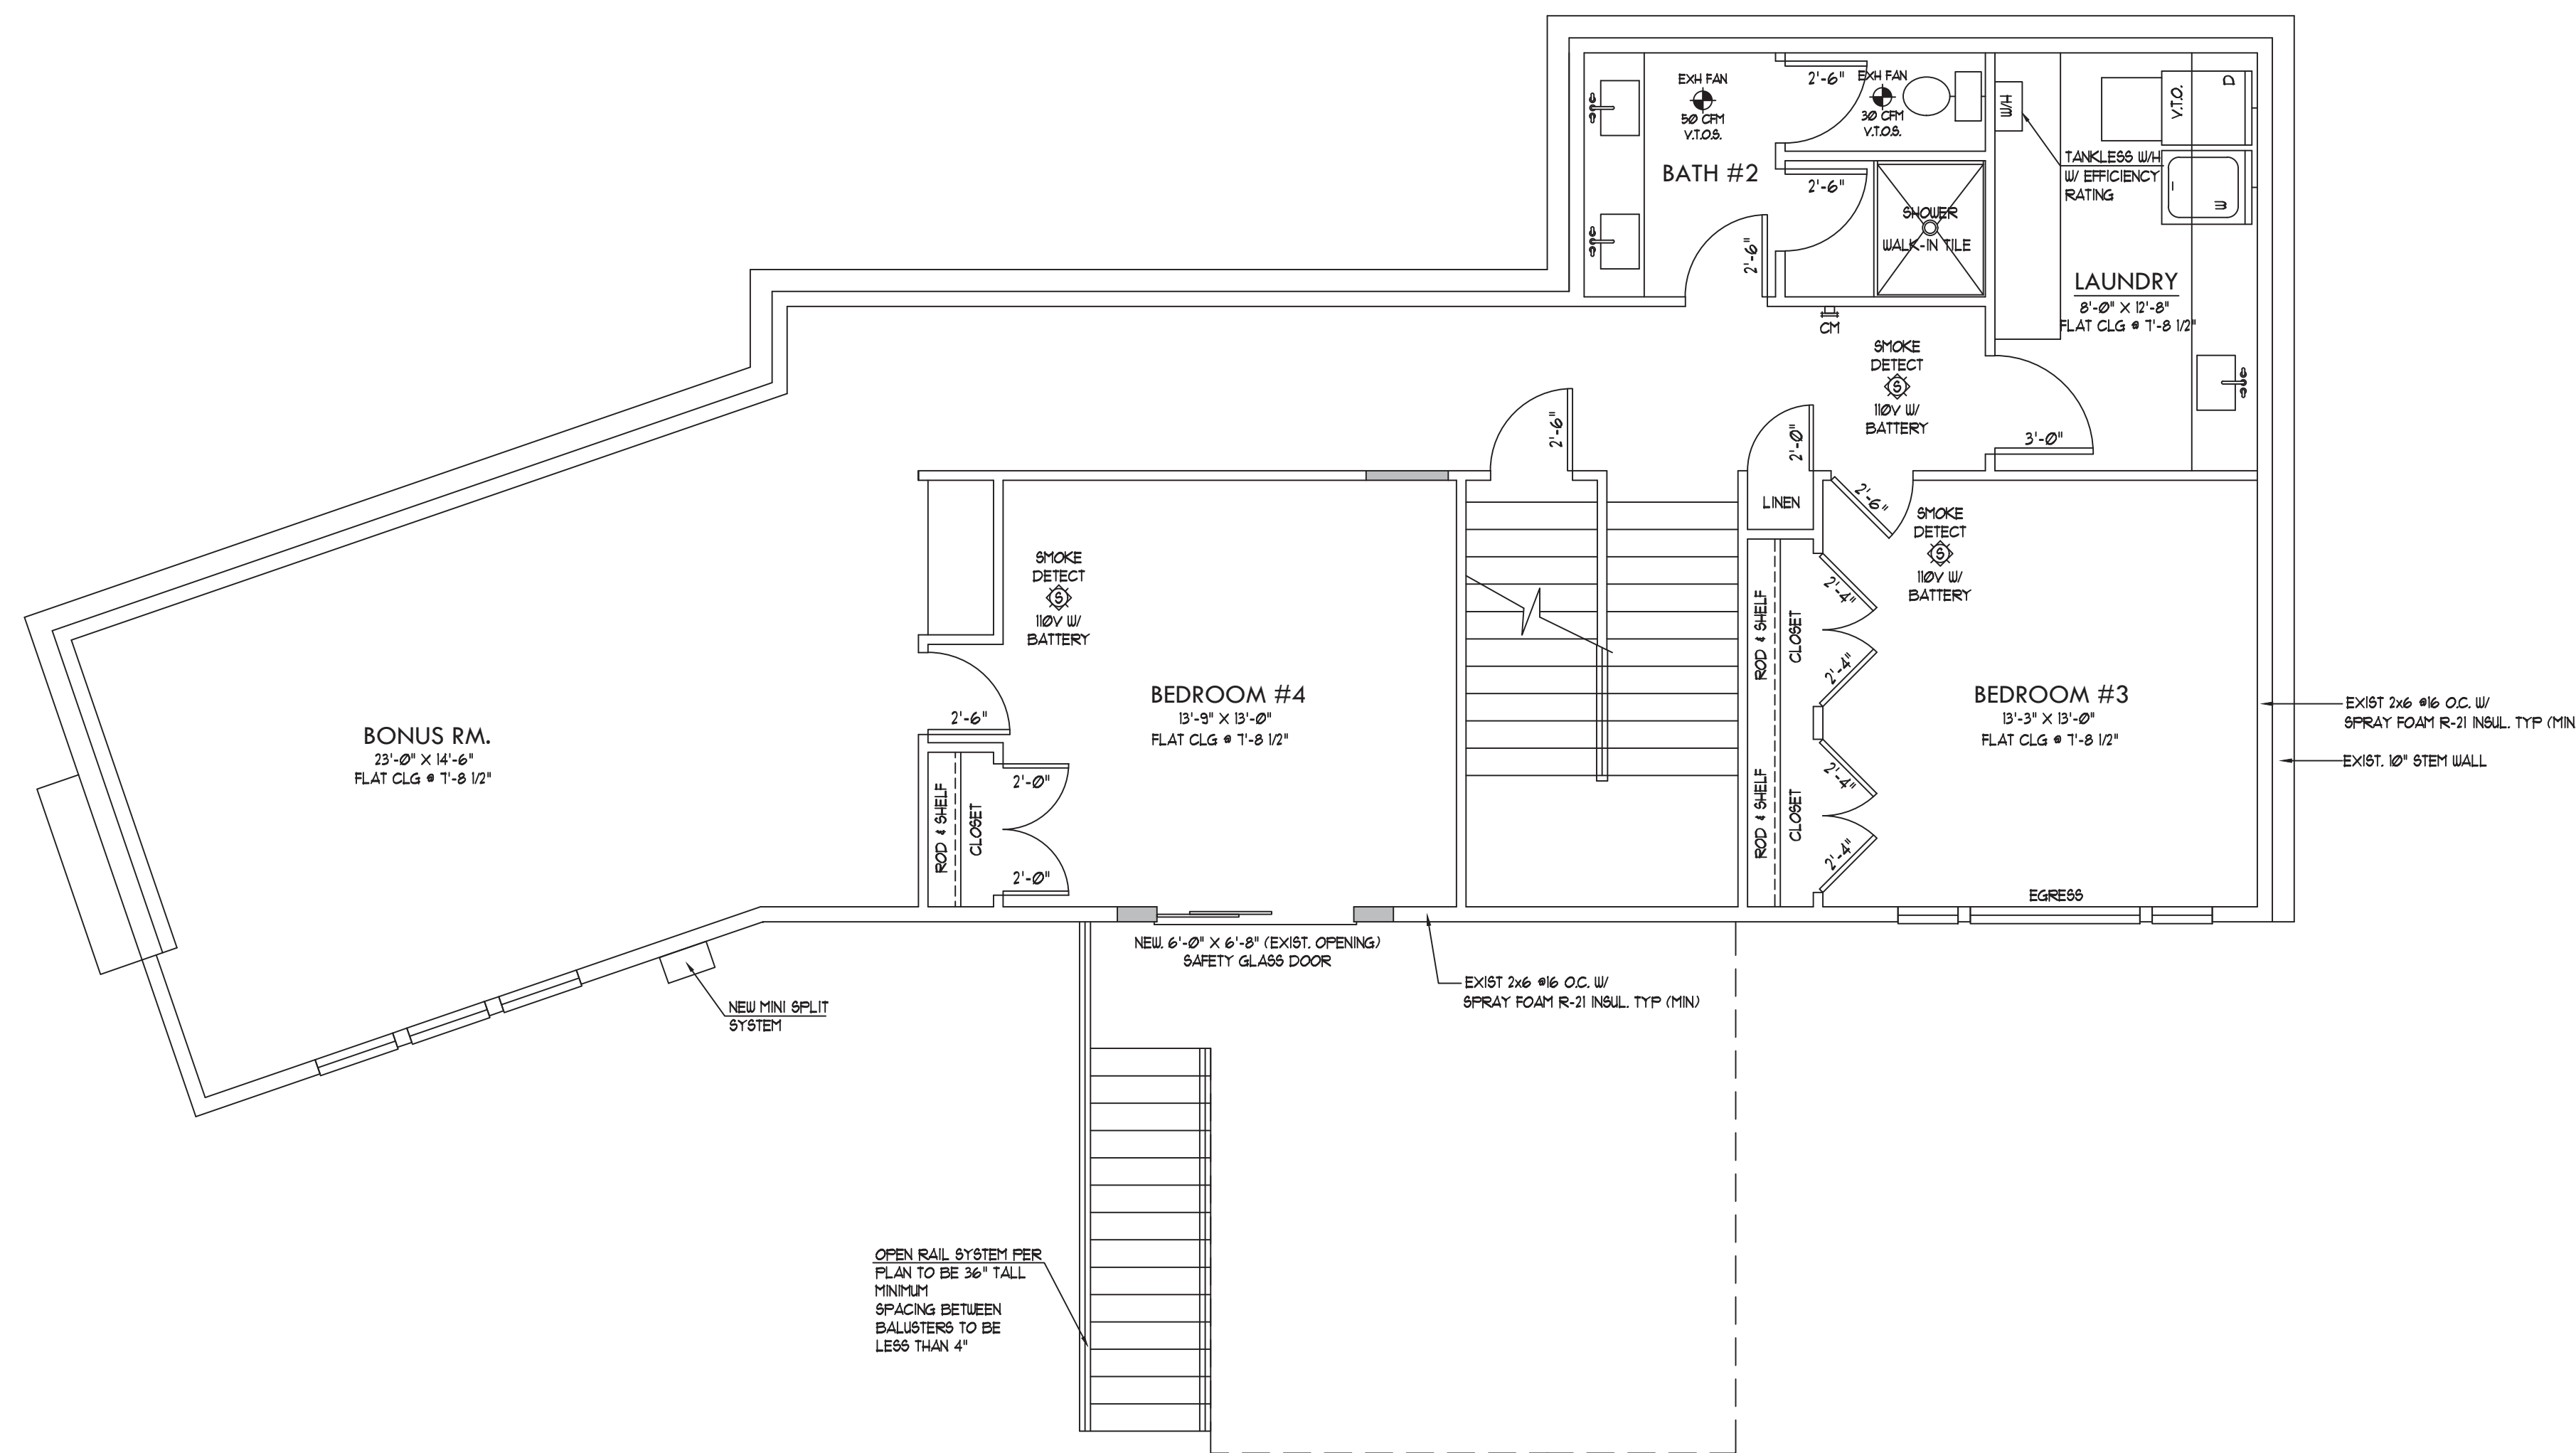 EXH FAN
50 CFM
V.T.O.S.
2'-6"
EXH FAN
30 CFM
V.T.O.S.
W/H
V.T.O.
D
TANKLESS W/H
W/ EFFICIENCY
RATING
W
BATH #2
2'-6"
SHOWER
WALK-IN TILE
2'-6"
LAUNDRY
8'-0" X 12'-8"
FLAT CLG @ 7'-8 1/2"
CM
SMOKE
DETECT
S
110V W/
BATTERY
3'-0"
2'-6"
2'-0"
LINEN
2'-6"
SMOKE
DETECT
S
110V W/
BATTERY
SMOKE
DETECT
S
110V W/
BATTERY
2'-4"
2'-4"
ROD & SHELF
CLOSET
BEDROOM #4
13'-9" X 13'-0"
FLAT CLG @ 7'-8 1/2"
BEDROOM #3
13'-3" X 13'-0"
FLAT CLG @ 7'-8 1/2"
EXIST 2x6 @16 O.C. W/
SPRAY FOAM R-21 INSUL. TYP (MIN
EXIST. 10" STEM WALL
BONUS RM.
23'-0" X 14'-6"
FLAT CLG @ 7'-8 1/2"
2'-6"
2'-0"
ROD & SHELF
CLOSET
2'-0"
2'-4"
ROD & SHELF
CLOSET
2'-4"
EGRESS
NEW. 6'-0" X 6'-8" (EXIST. OPENING)
SAFETY GLASS DOOR
EXIST 2x6 @16 O.C. W/
SPRAY FOAM R-21 INSUL. TYP (MIN)
NEW MINI SPLIT
SYSTEM
OPEN RAIL SYSTEM PER
PLAN TO BE 36" TALL
MINIMUM
SPACING BETWEEN
BALUSTERS TO BE
LESS THAN 4"